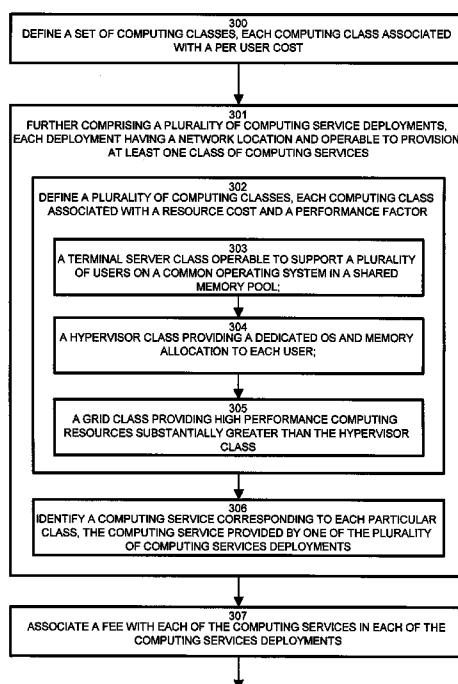 300
DEFINE A SET OF COMPUTING CLASSES, EACH COMPUTING CLASS ASSOCIATED
WITH A PER USER COST
301
FURTHER COMPRISING A PLURALITY OF COMPUTING SERVICE DEPLOYMENTS,
EACH DEPLOYMENT HAVING A NETWORK LOCATION AND OPERABLE TO PROVISION
AT LEAST ONE CLASS OF COMPUTING SERVICES
302
DEFINE A PLURALITY OF COMPUTING CLASSES, EACH COMPUTING CLASS
ASSOCIATED WITH A RESOURCE COST AND A PERFORMANCE FACTOR
303
A TERMINAL SERVER CLASS OPERABLE TO SUPPORT A PLURALITY
OF USERS ON A COMMON OPERATING SYSTEM IN A SHARED
MEMORY POOL;
304
A HYPERVISOR CLASS PROVIDING A DEDICATED OS AND MEMORY
ALLOCATION TO EACH USER;
305
A GRID CLASS PROVIDING HIGH PERFORMANCE COMPUTING
RESOURCES SUBSTANTIALLY GREATER THAN THE HYPERVISOR
CLASS
306
IDENTIFY A COMPUTING SERVICE CORRESPONDING TO EACH PARTICULAR
CLASS, THE COMPUTING SERVICE PROVIDED BY ONE OF THE PLURALITY
OF COMPUTING SERVICES DEPLOYMENTS
307
ASSOCIATE A FEE WITH EACH OF THE COMPUTING SERVICES IN EACH OF THE
COMPUTING SERVICES DEPLOYMENTS